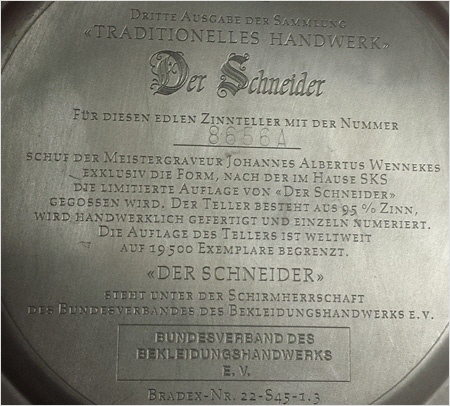 DRITTE AUSGABE DER SAMMLUNG
«TRADITIONELLES HANDWERK»
Der Schneider
FÜR DIESEN EDLEN ZINNTELLER MIT DER NUMMER
8656A
SCHUF DER MEISTERGRAVEUR JOHANNES ALBERTUS WENNEKES
EXKLUSIV DIE FORM, NACH DER IM HAUSE SKS
DIE LIMITIERTE AUFLAGE VON «DER SCHNEIDER»
GEGOSSEN WIRD. DER TELLER BESTEHT AUS 95 % ZINN,
WIRD HANDWERKLICH GEFERTIGT UND EINZELN NUMERIERT.
DIE AUFLAGE DES TELLERS IST WELTWEIT
AUF 19500 EXEMPLARE BEGRENZT.
«DER SCHNEIDER»
STEHT UNTER DER SCHIRMHERRSCHAFT
DES BUNDESVERBANDES DES BEKLEIDUNGSHANDWERKS E.V.
BUNDESVERBAND DES
BEKLEIDUNGSHANDWERKS
E.V.
BRADEX-NR. 22-S45-1.3